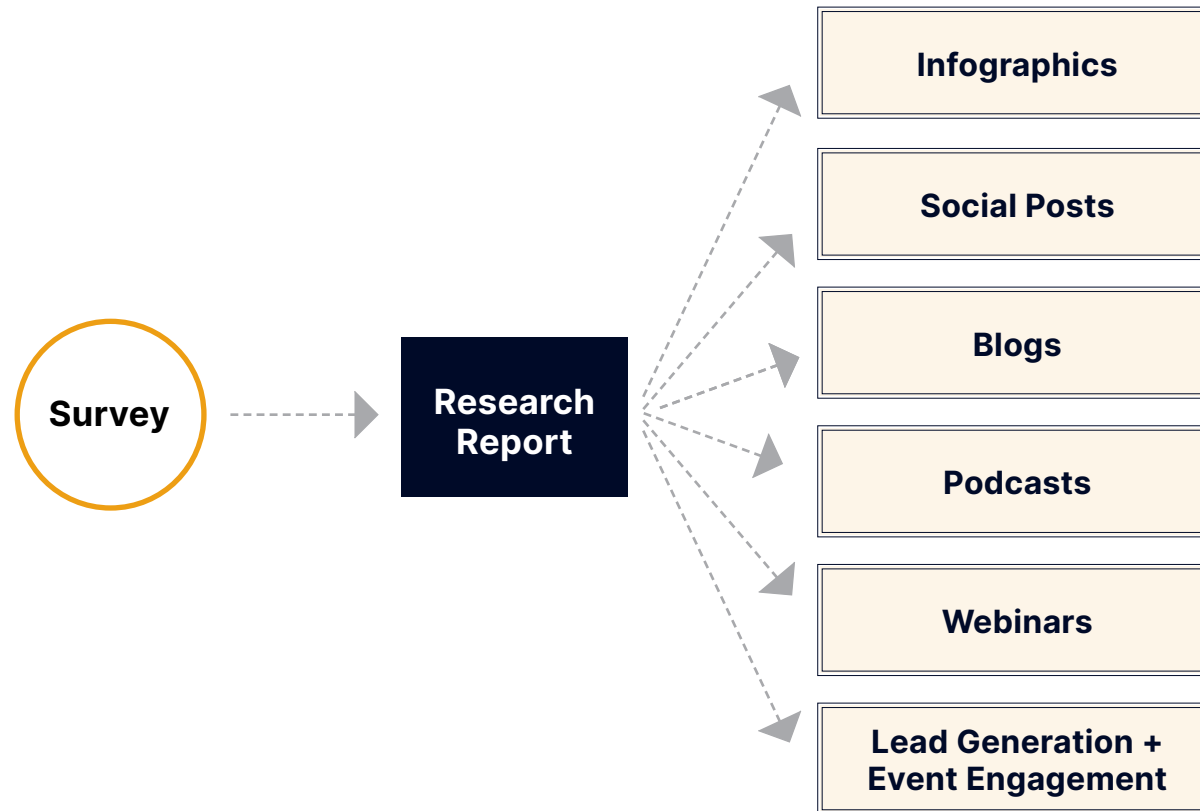 Survey
Research
Report
Infographics
Social Posts
Blogs
Podcasts
Webinars
Lead Generation +
Event Engagement